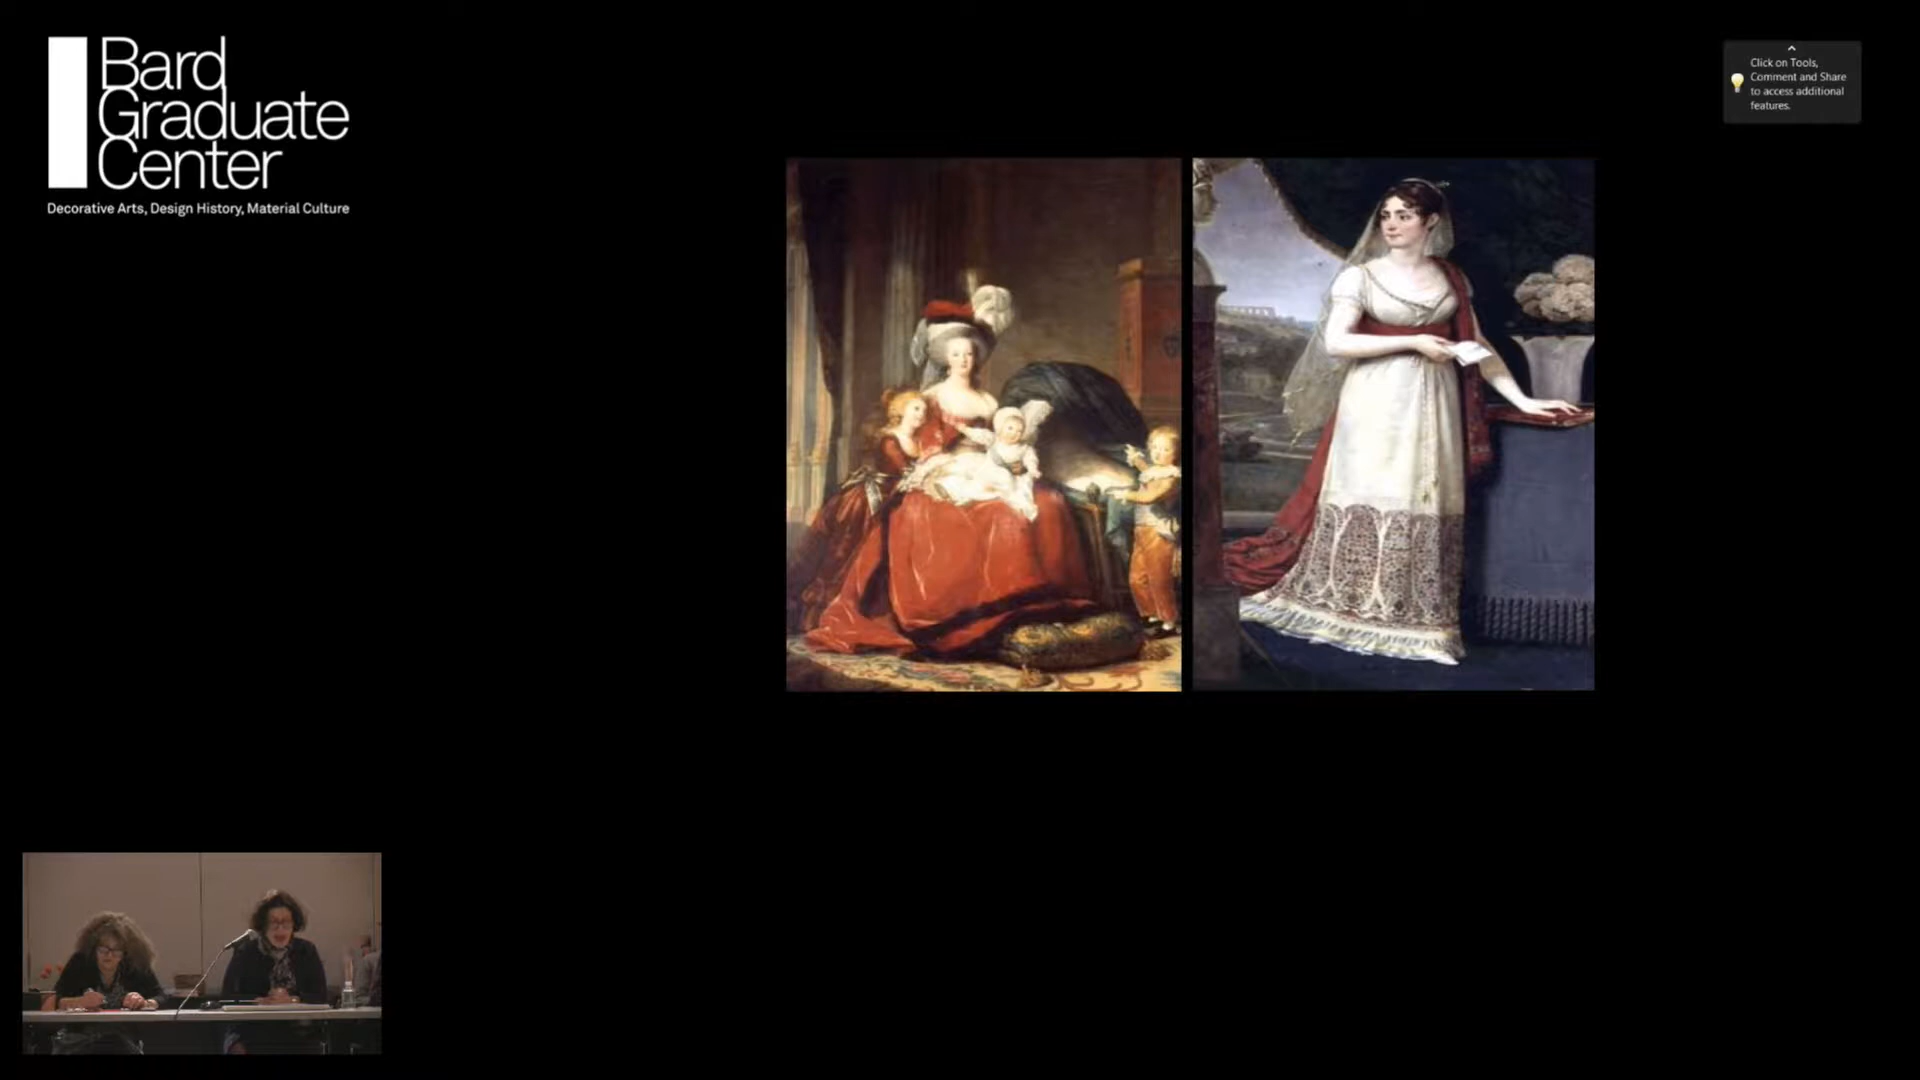 Bard
Graduate
Center
Decorative Arts, Design History, Material Culture
Click on Tools,
Comment and Share
to access additional
features.